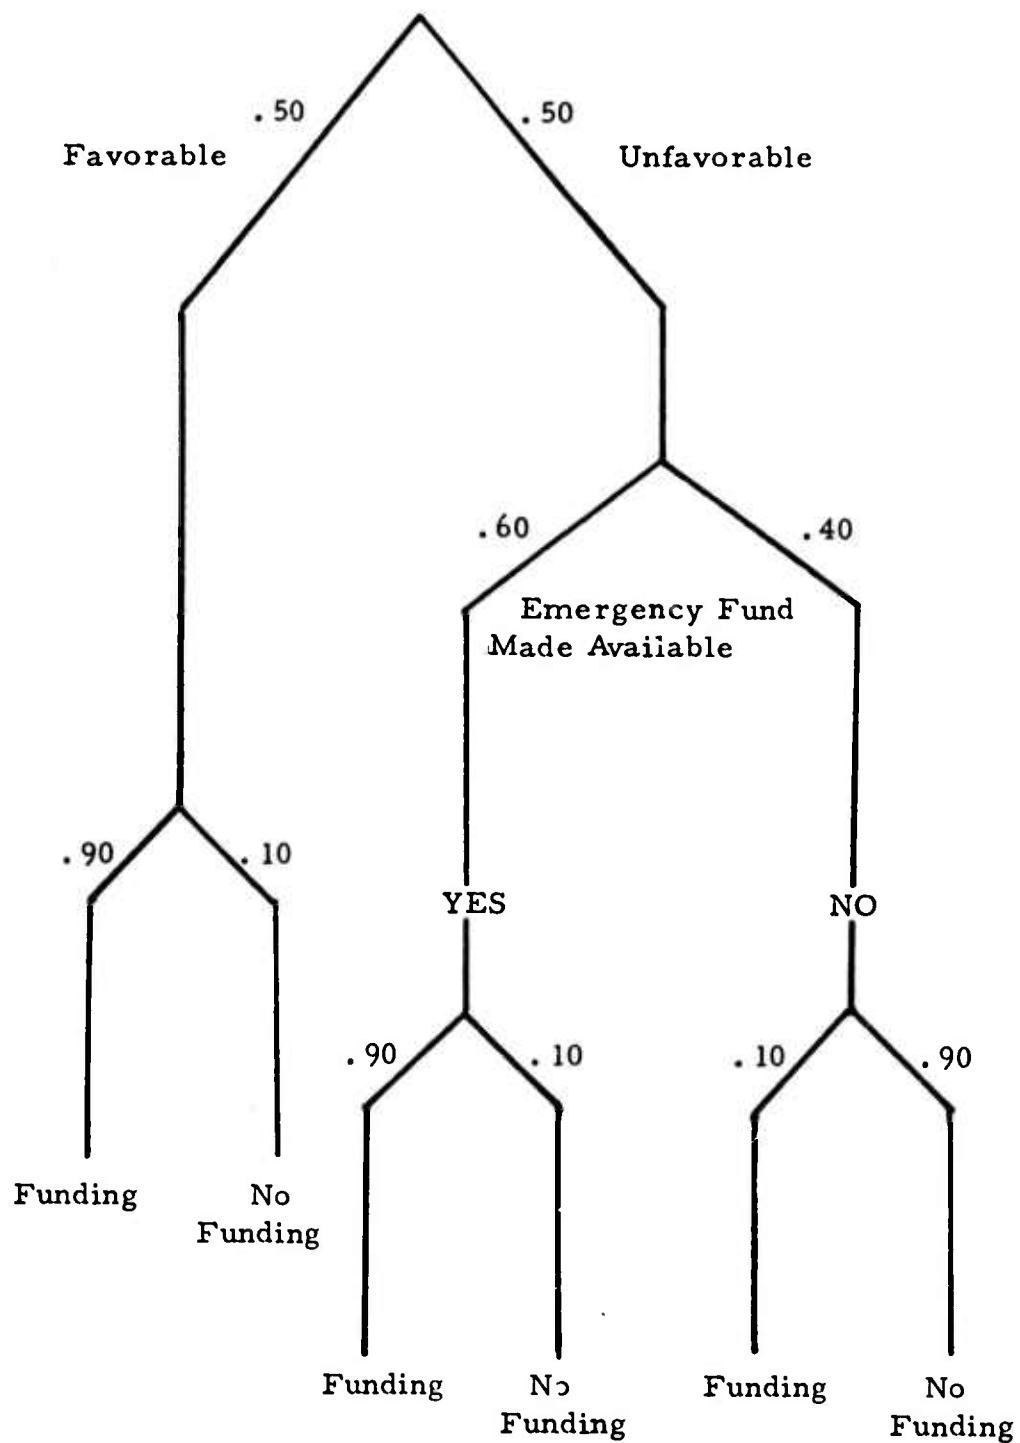 .50
.50
Favorable
Unfavorable
.60
.40
Emergency Fund
Made Available
.90
.10
YES
NO
.90
.10
.10
.90
Funding
No
Funding
Funding
No
Funding
Funding
No
Funding